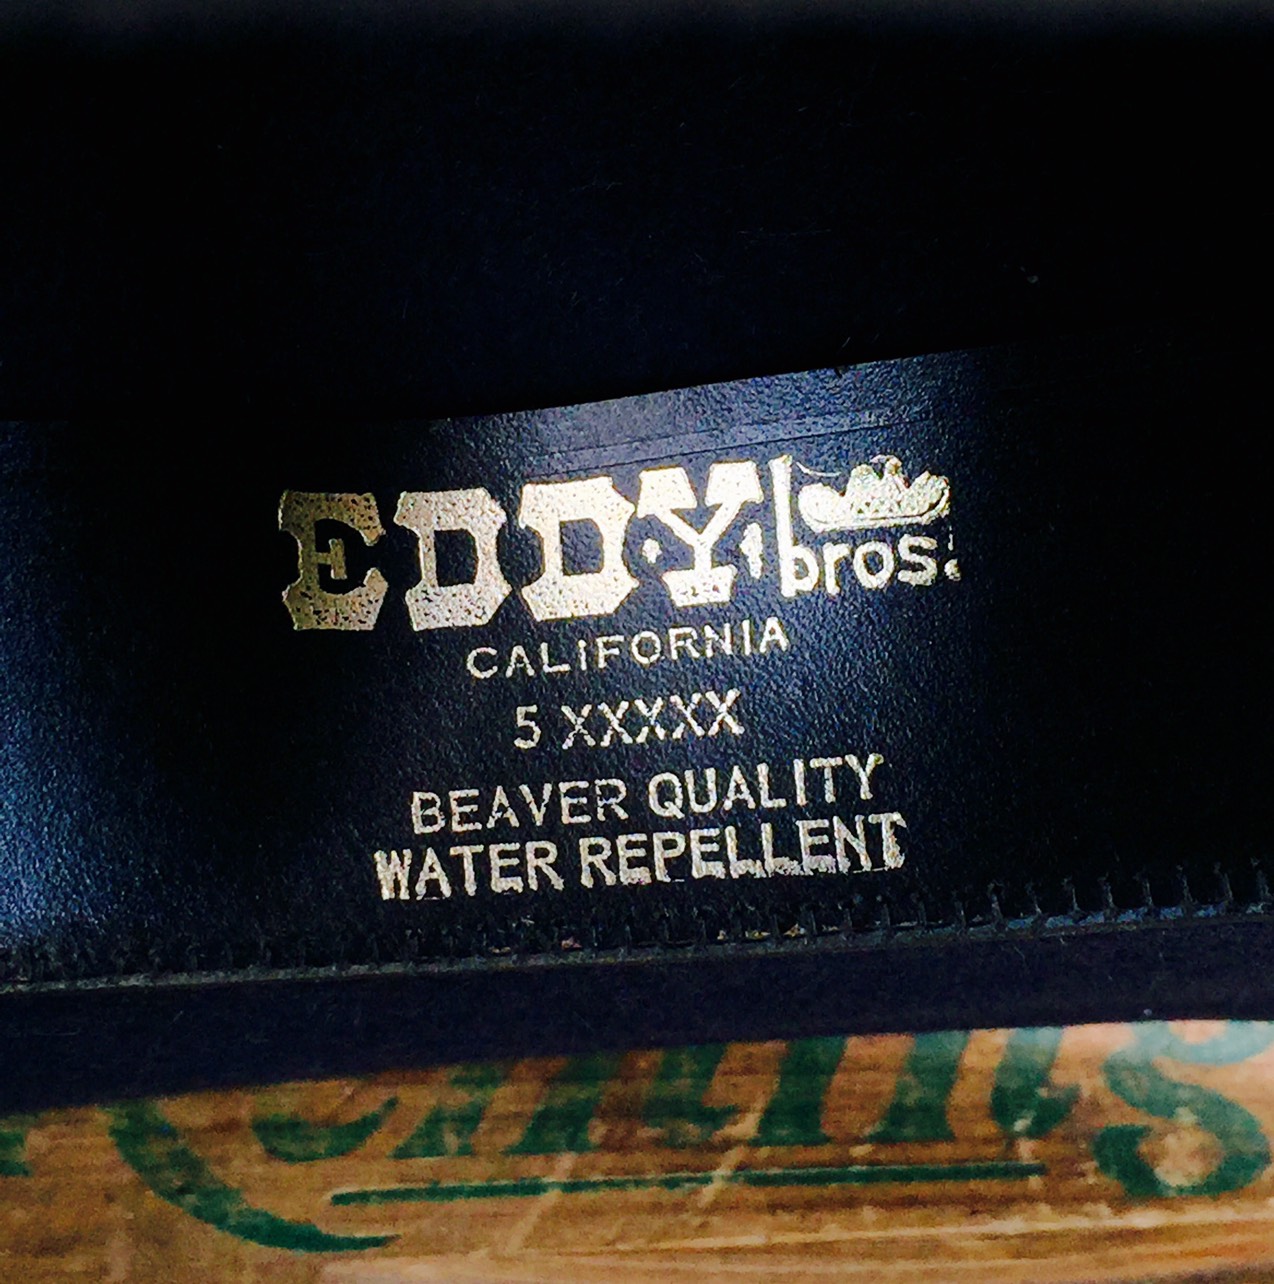 EDDY bros.
CALIFORNIA
5 XXXXX
BEAVER QUALITY
WATER REPELLENT